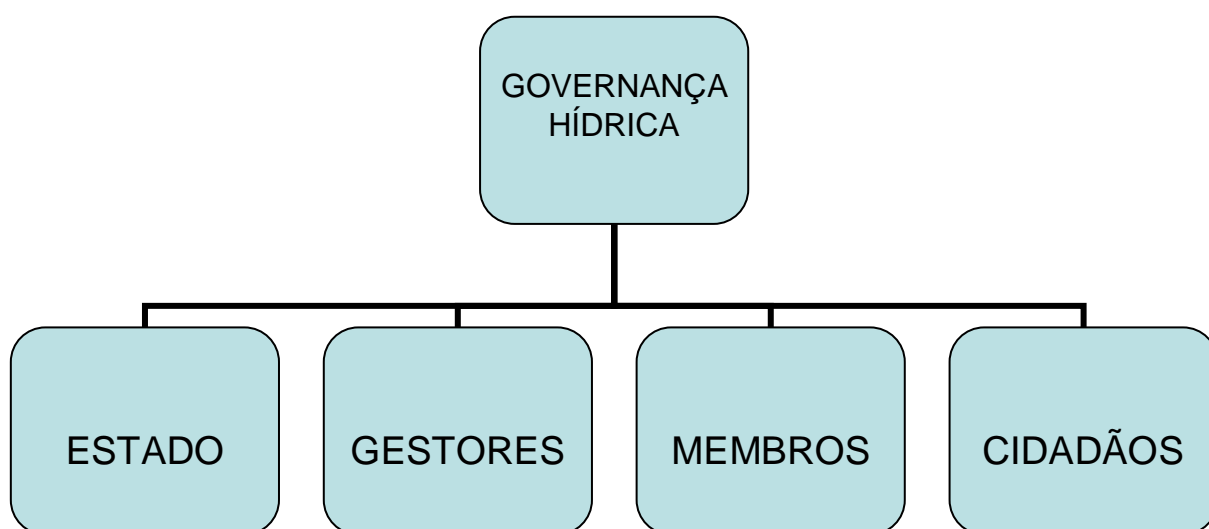 GOVERNANÇA
HÍDRICA
ESTADO
GESTORES
MEMBROS
CIDADÃOS